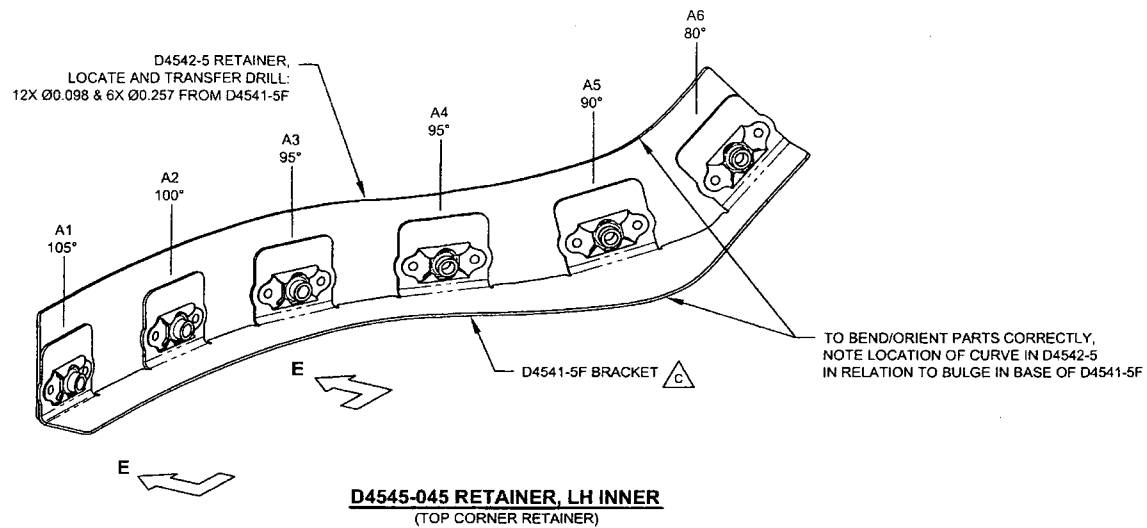 A6
80°
D4542-5 RETAINER,
LOCATE AND TRANSFER DRILL:
12X Ø0.098 & 6X Ø0.257 FROM D4541-5F
A5
90°
A4
95°
A3
95°
A2
100°
A1
105°
TO BEND/ORIENT PARTS CORRECTLY,
NOTE LOCATION OF CURVE IN D4542-5
IN RELATION TO BULGE IN BASE OF D4541-5F
E
D4541-5F BRACKET C
E
D4545-045 RETAINER, LH INNER
(TOP CORNER RETAINER)